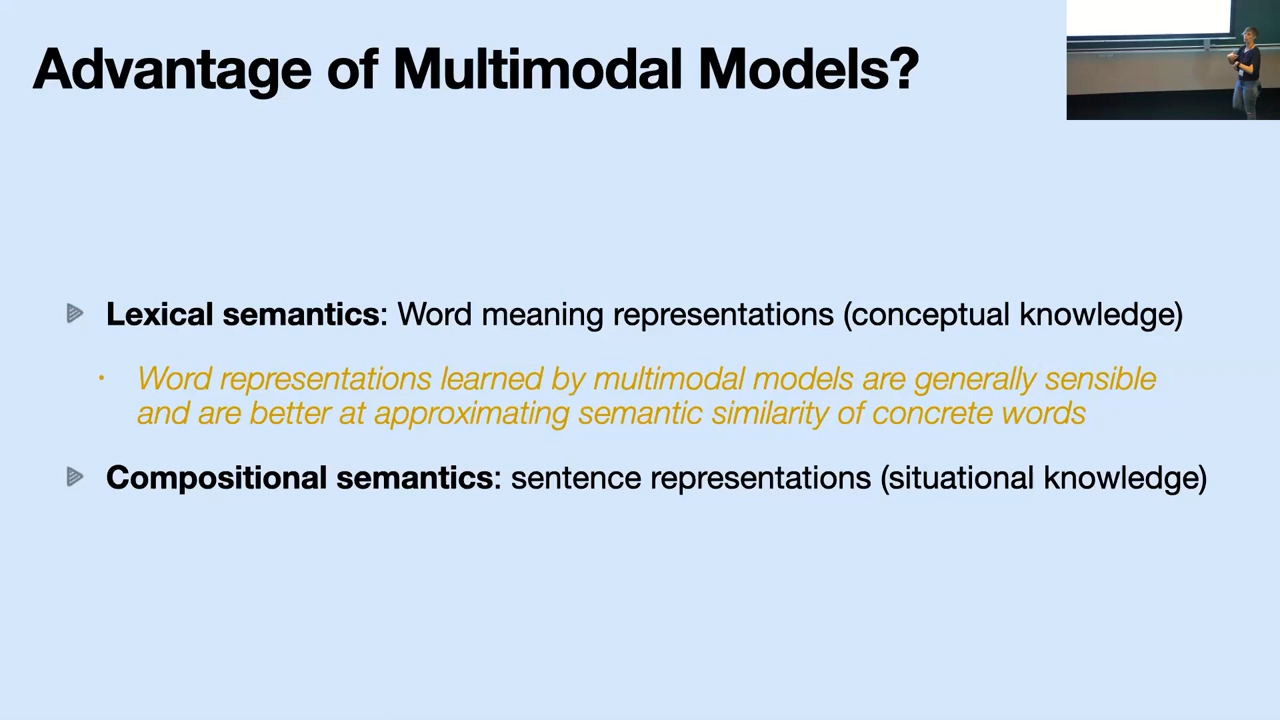 Advantage of Multimodal Models?
Lexical semantics: Word meaning representations (conceptual knowledge)
Word representations learned by multimodal models are generally sensible
and are better at approximating semantic similarity of concrete words
Compositional semantics: sentence representations (situational knowledge)